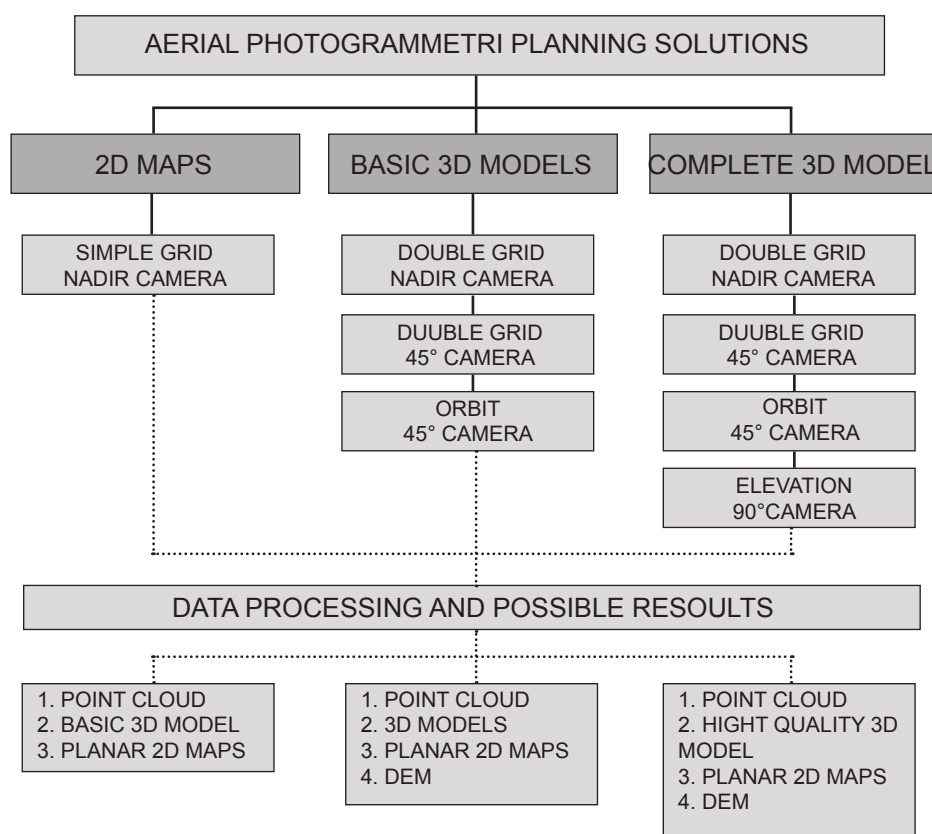 AERIAL PHOTOGRAMMETRI PLANNING SOLUTIONS
2D MAPS
BASIC 3D MODELS
COMPLETE 3D MODEL
SIMPLE GRID
NADIR CAMERA
DOUBLE GRID
NADIR CAMERA
DUUBLE GRID
45° CAMERA
ORBIT
45° CAMERA
DOUBLE GRID
NADIR CAMERA
DUUBLE GRID
45° CAMERA
ORBIT
45° CAMERA
ELEVATION
90°CAMERA
DATA PROCESSING AND POSSIBLE RESOULTS
1. POINT CLOUD
2. BASIC 3D MODEL
3. PLANAR 2D MAPS
1. POINT CLOUD
2. 3D MODELS
3. PLANAR 2D MAPS
4. DEM
1. POINT CLOUD
2. HIGHT QUALITY 3D
MODEL
3. PLANAR 2D MAPS
4. DEM